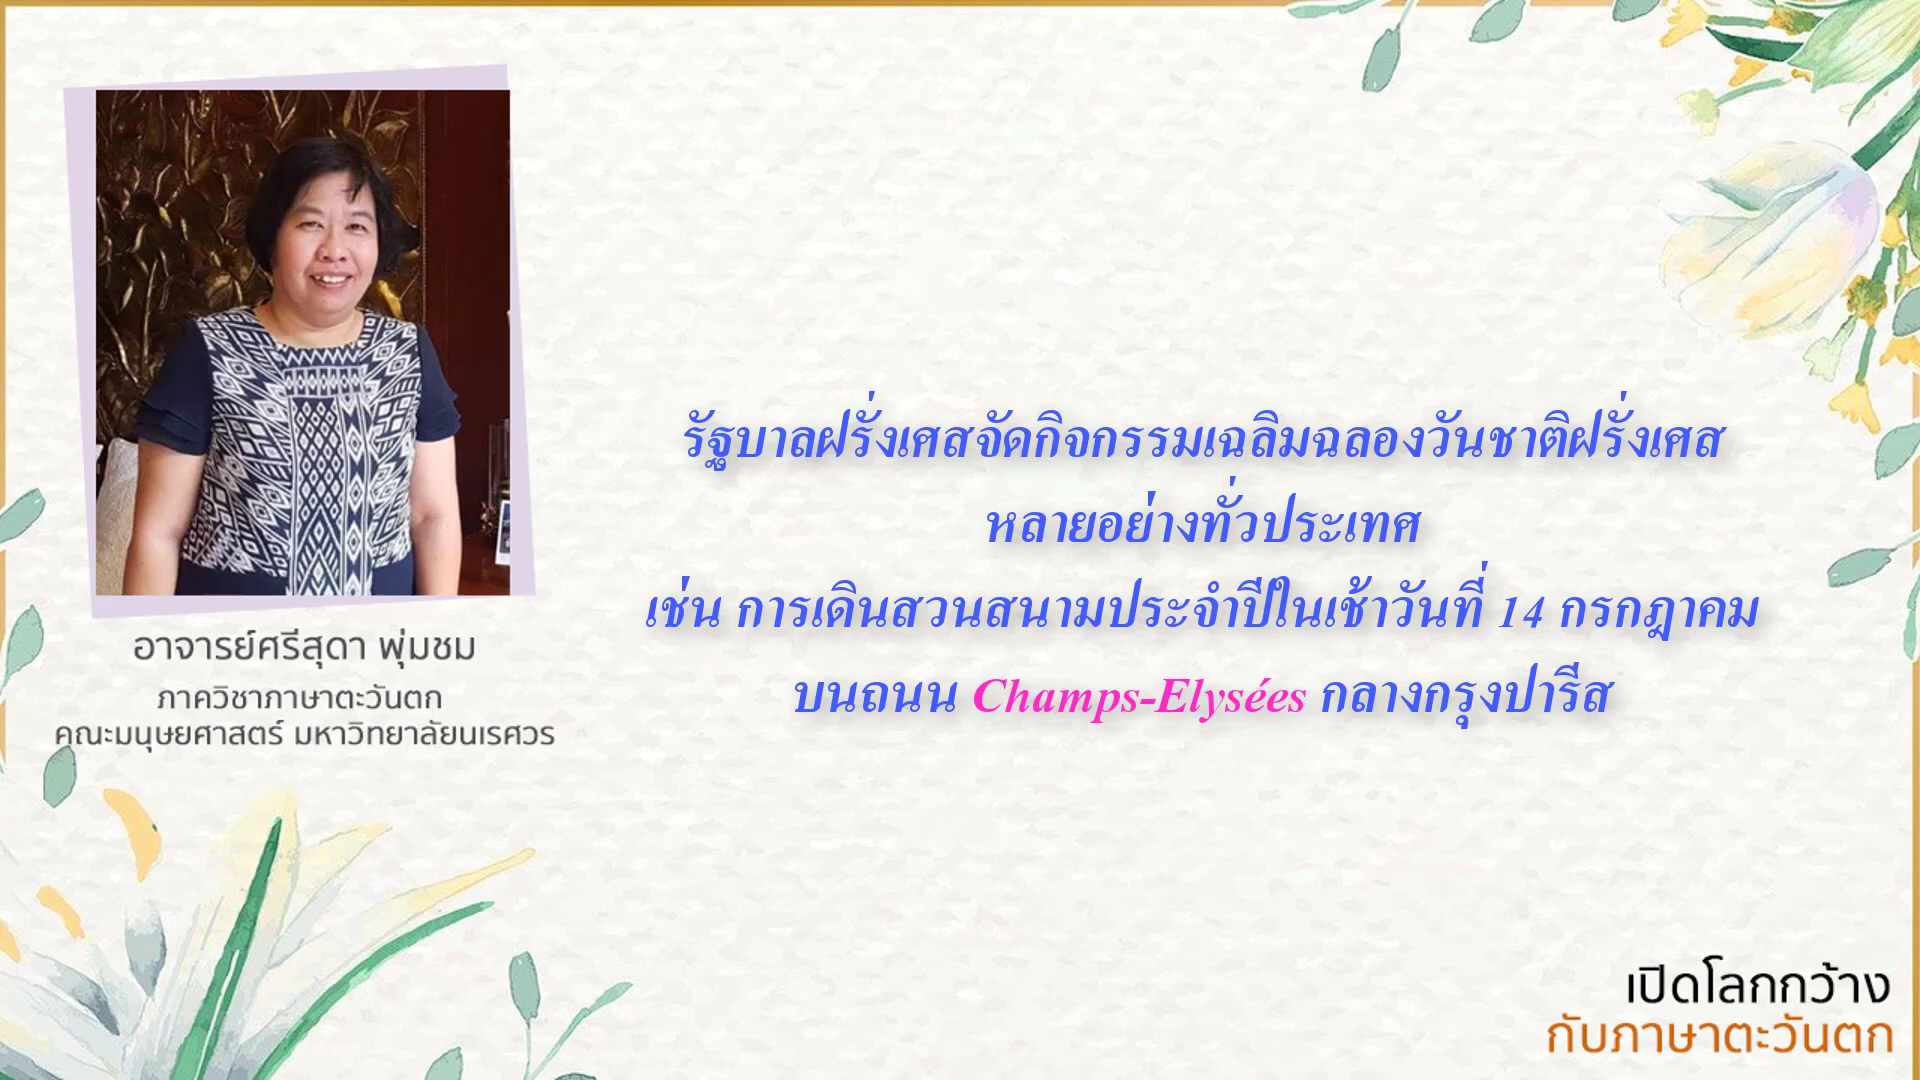 อาจารย์ศรีสุดา พุ่มชม
ภาควิชาภาษาตะวันตก
คณะมนุษยศาสตร์ มหาวิทยาลัยนเรศวร
รัฐบาลฝรั่งเศสจัดกิจกรรมเฉลิมฉลองวันชาติฝรั่งเศส
หลายอย่างทั่วประเทศ
เช่น การเดินสวนสนามประจำปีในเช้าวันที่ 14 กรกฎาคม
บนถนน Champs-Elysées กลางกรุงปารีส
เปิดโลกกว้าง
กับภาษาตะวันตก